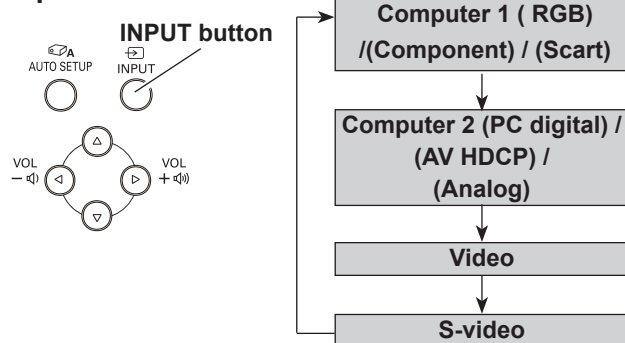 INPUT button
A
AUTO SETUP
INPUT
VOL
−
VOL
+
Computer 1 ( RGB)
/(Component) / (Scart)
Computer 2 (PC digital) /
(AV HDCP) /
(Analog)
Video
S-video